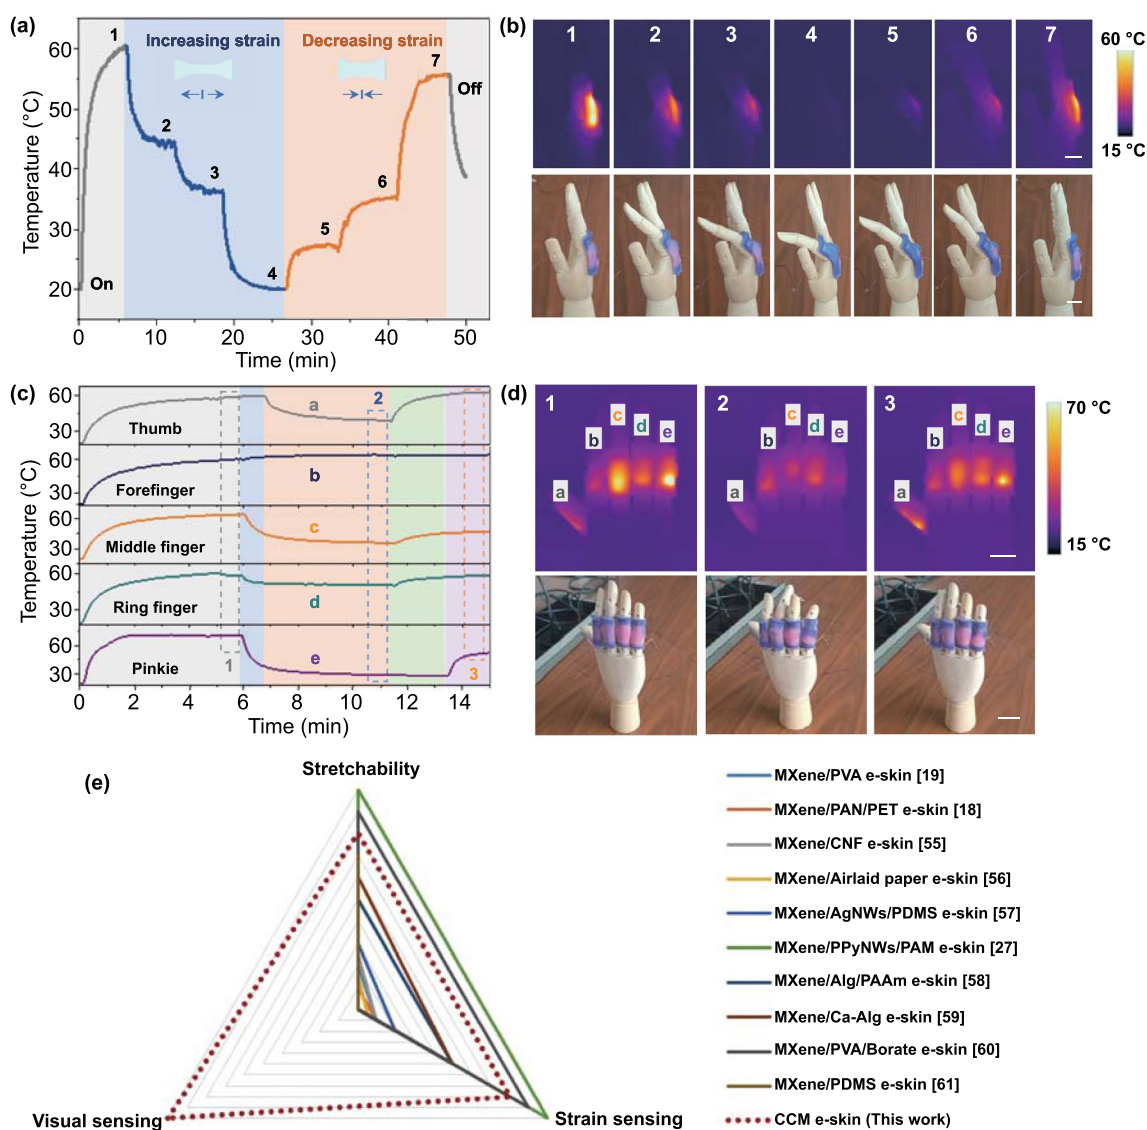 (a)
Temperature (°C)
60
50
40
30
20
0
10
20
30
40
50
Time (min)
Increasing strain
Decreasing strain
On
Off
1
2
3
4
5
6
7
(b)
1
2
3
4
5
6
7
60 °C
15 °C
(c)
Temperature (°C)
60
30
Thumb
a
60
30
Forefinger
b
60
30
Middle finger
c
60
30
Ring finger
d
60
30
Pinkie
e
1
2
3
0
2
4
6
8
10
12
14
Time (min)
(d)
1
a
b
c
d
e
2
a
b
c
d
e
3
a
b
c
d
e
70 °C
15 °C
(e)
Stretchability
Visual sensing
Strain sensing
MXene/PVA e-skin [19]
MXene/PAN/PET e-skin [18]
MXene/CNF e-skin [55]
MXene/Airlaid paper e-skin [56]
MXene/AgNWs/PDMS e-skin [57]
MXene/PPyNWs/PAM e-skin [27]
MXene/Alg/PAAm e-skin [58]
MXene/Ca-Alg e-skin [59]
MXene/PVA/Borate e-skin [60]
MXene/PDMS e-skin [61]
CCM e-skin (This work)